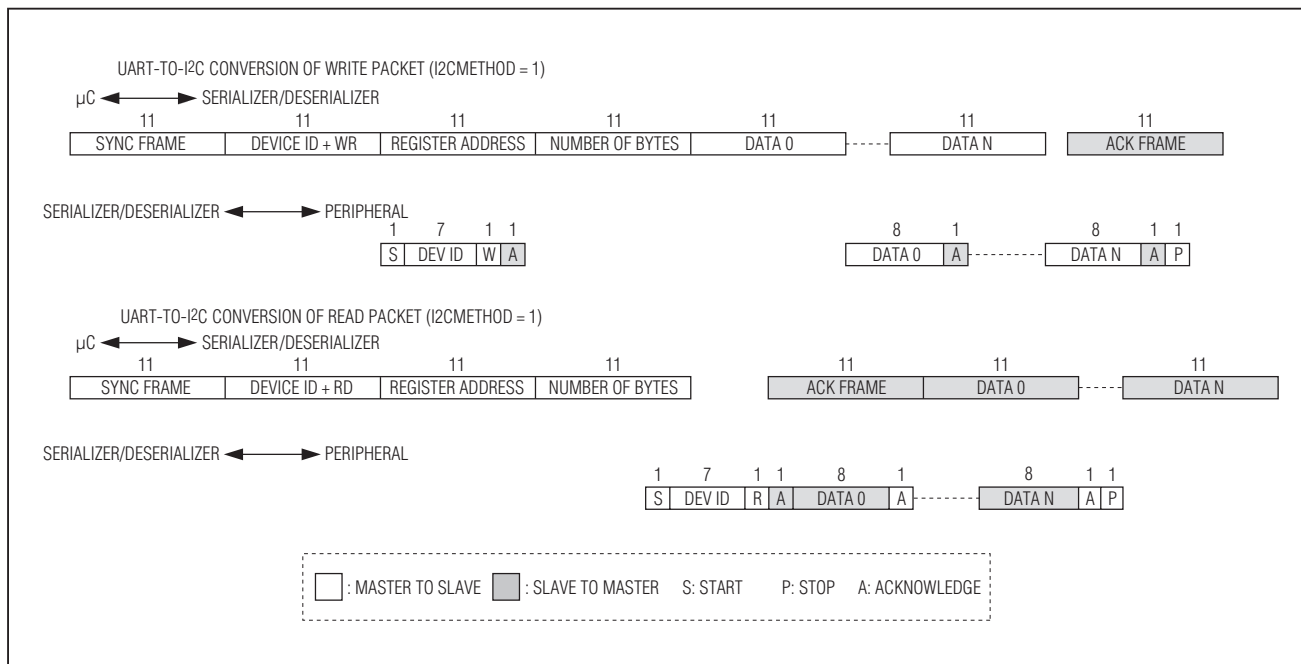 UART-TO-I2C CONVERSION OF WRITE PACKET (I2CMETHOD = 1)
µC SERIALIZER/DESERIALIZER
11 11 11 11 11 11 11
SYNC FRAME DEVICE ID + WR REGISTER ADDRESS NUMBER OF BYTES DATA 0 DATA N ACK FRAME
SERIALIZER/DESERIALIZER PERIPHERAL
1 7 1 1 8 1 8 1 1
S DEV ID W A DATA 0 A DATA N A P
UART-TO-I2C CONVERSION OF READ PACKET (I2CMETHOD = 1)
µC SERIALIZER/DESERIALIZER
11 11 11 11 11 11 11
SYNC FRAME DEVICE ID + RD REGISTER ADDRESS NUMBER OF BYTES ACK FRAME DATA 0 DATA N
SERIALIZER/DESERIALIZER PERIPHERAL
1 7 1 1 8 1 8 1 1
S DEV ID R A DATA 0 A DATA N A P
: MASTER TO SLAVE : SLAVE TO MASTER S: START P: STOP A: ACKNOWLEDGE